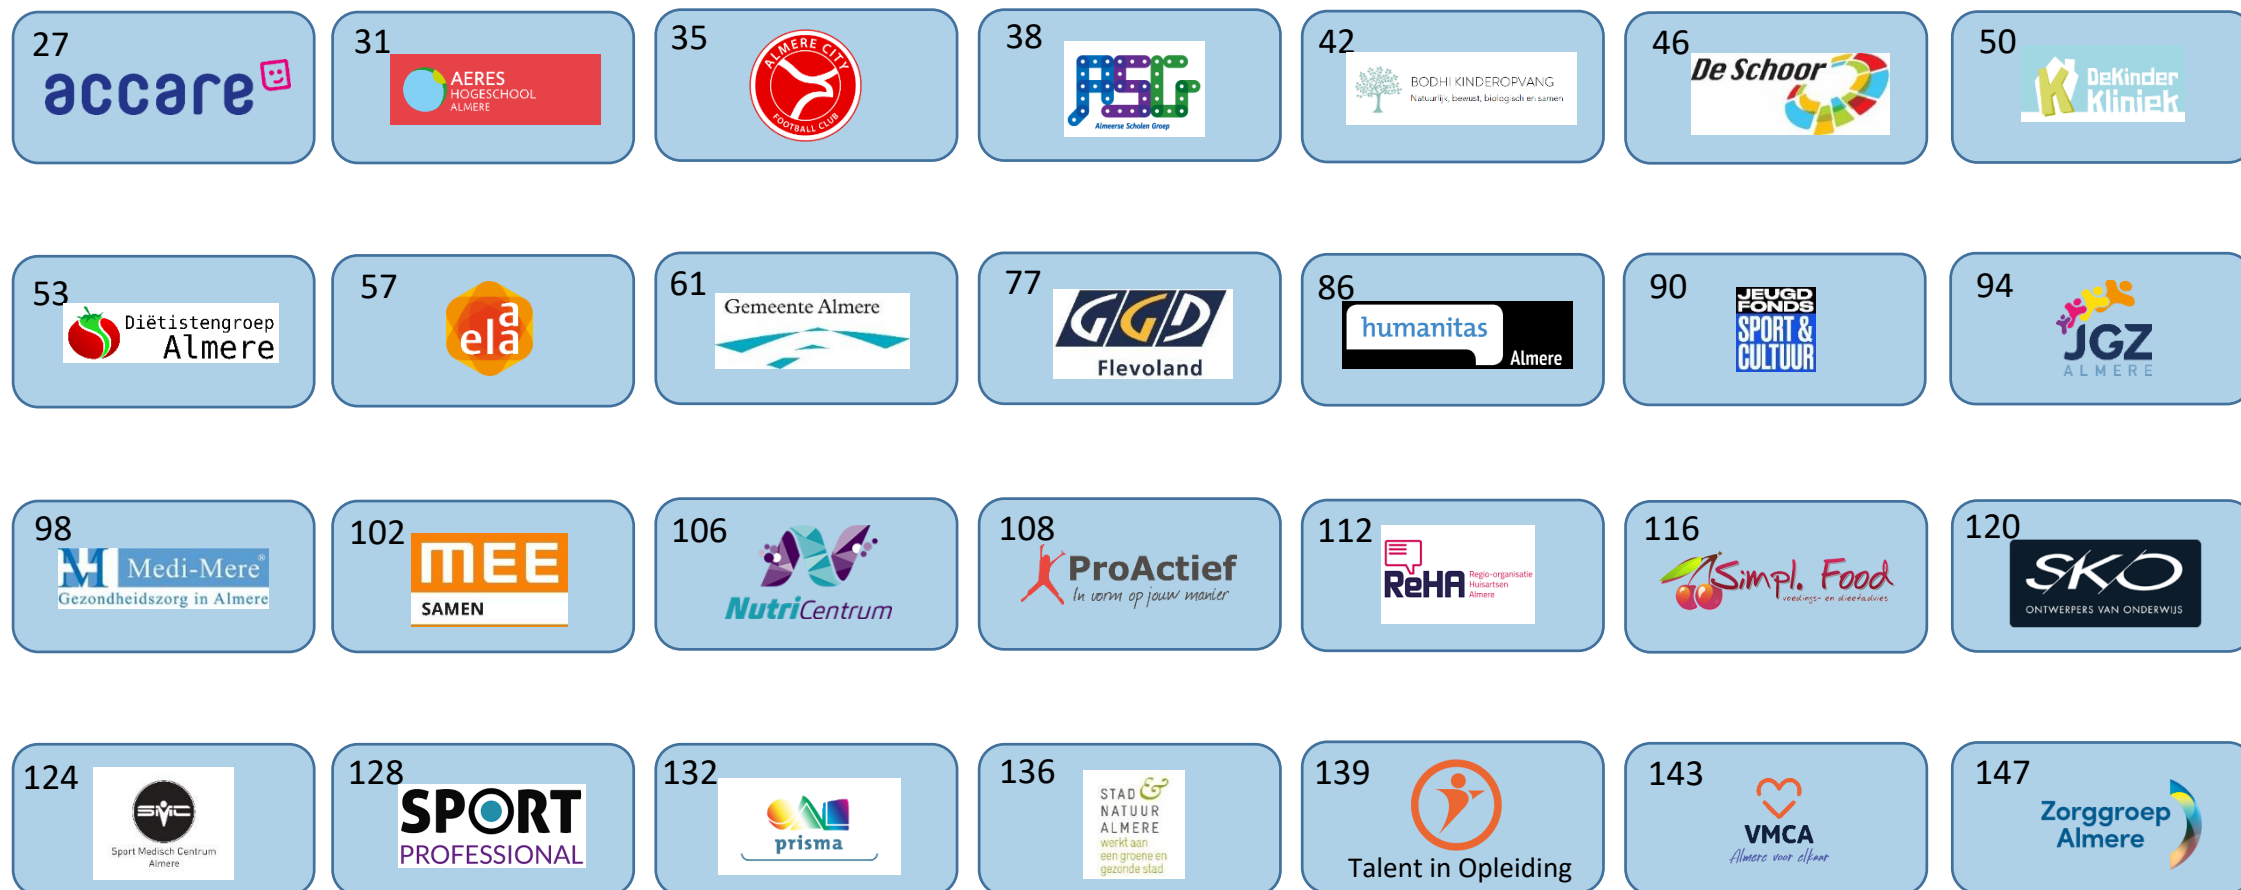 27
accare
31
AERES
HOGESCHOOL
ALMERE
35
ALMERE CITY
FOOTBALL CLUB
38
ASG
Almeerse Scholen Groep
42
BODHI KINDEROPVANG
Natuurlijk, bewust, biologisch en samen
46
De Schoor
50
DeKinder
Kliniek
53
Diëtistengroep
Almere
57
elaa
61
Gemeente Almere
77
GGD
Flevoland
86
humanitas
Almere
90
JEUGD
FONDS
SPORT &
CULTUUR
94
JGZ
ALMERE
98
Medi-Mere®
Gezondheidszorg in Almere
102
MEE
SAMEN
106
NutriCentrum
108
ProActief
In vorm op jouw manier
112
ReHA
Regio-organisatie
Huisartsen
Almere
116
Simpl. Food
voedings- en dieetadvies
120
SKO
ONTWERPERS VAN ONDERWIJS
124
SMC
Sport Medisch Centrum
Almere
128
SPORT
PROFESSIONAL
132
prisma
136
STAD &
NATUUR
ALMERE
werkt aan
een groene en
gezonde stad
139
Talent in Opleiding
143
VMCA
Almere voor elkaar
147
Zorggroep
Almere